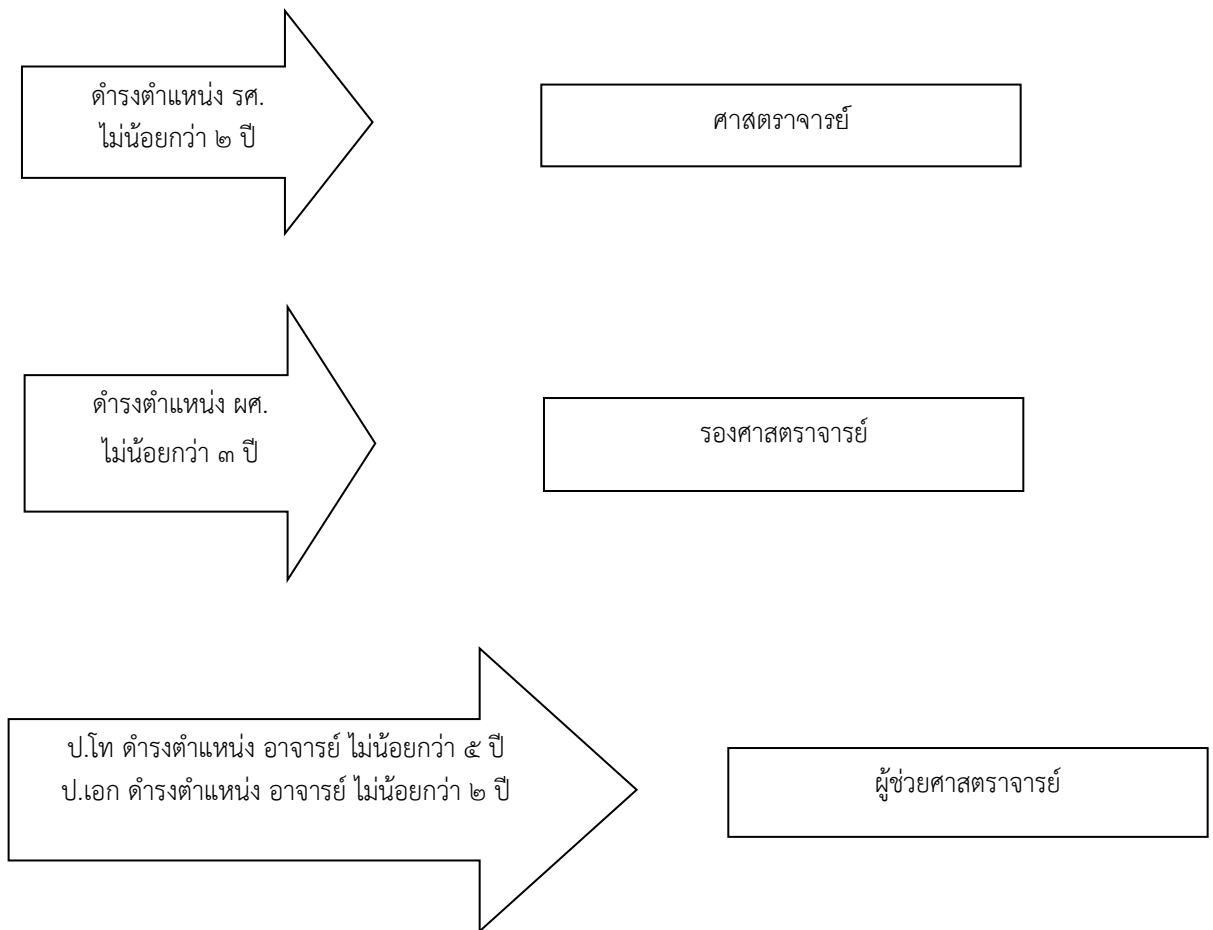 ดำรงตำแหน่ง รศ.
ไม่น้อยกว่า ๒ ปี
ศาสตราจารย์
ดำรงตำแหน่ง ผศ.
ไม่น้อยกว่า ๓ ปี
รองศาสตราจารย์
ป.โท ดำรงตำแหน่ง อาจารย์ ไม่น้อยกว่า ๕ ปี
ป.เอก ดำรงตำแหน่ง อาจารย์ ไม่น้อยกว่า ๒ ปี
ผู้ช่วยศาสตราจารย์